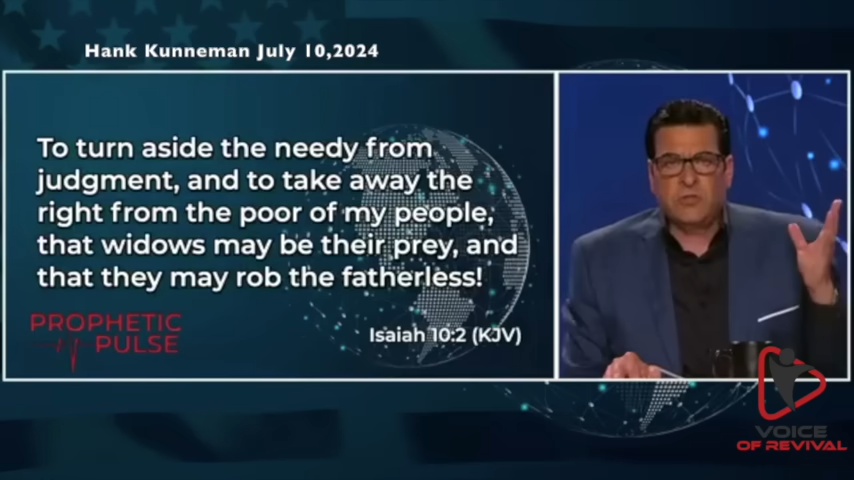 Hank Kunneman July 10,2024
To turn aside the needy from
judgment, and to take away the
right from the poor of my people,
that widows may be their prey, and
that they may rob the fatherless!
PROPHETIC
PULSE
Isaiah 10:2 (KJV)
VOICE
OF REVIVAL